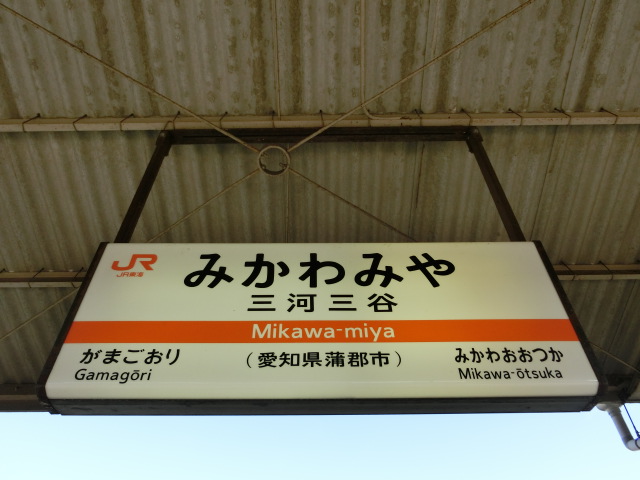 JR
JR東海
みかわみや
三河三谷
Mikawa-miya
がまごおり
Gamagōri
（愛知県蒲郡市）
みかわおおつか
Mikawa-ōtsuka